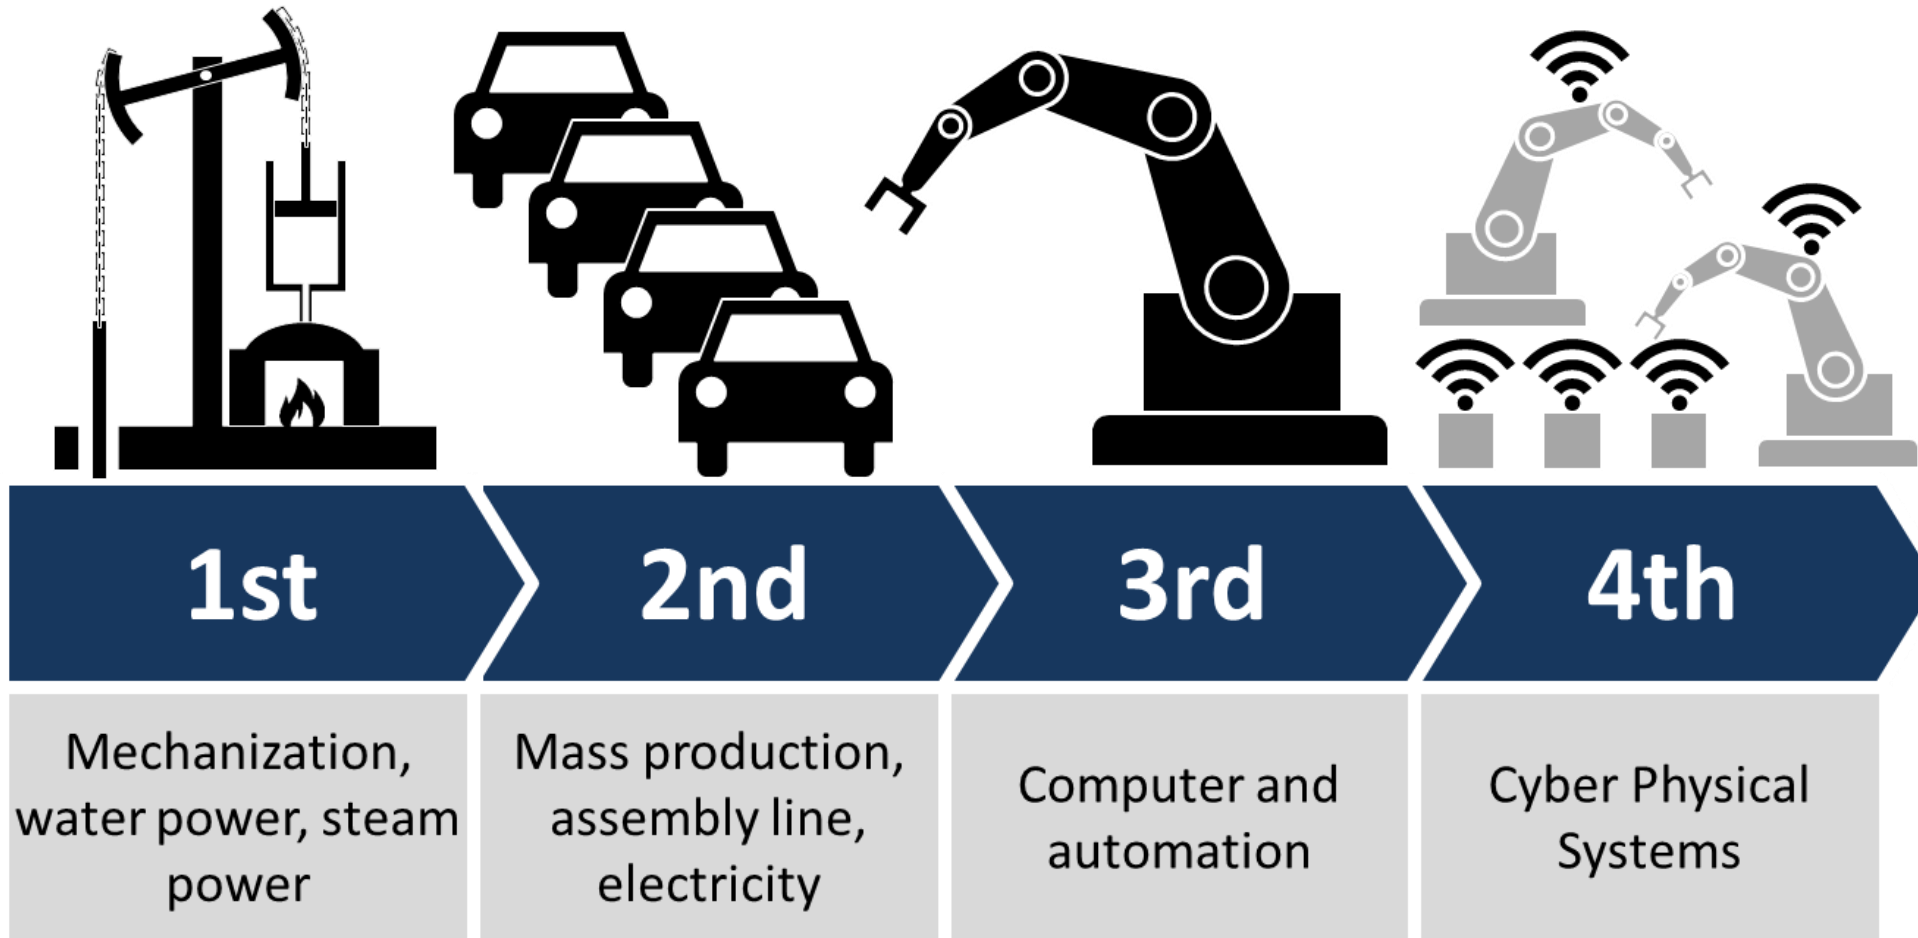 1st
2nd
3rd
4th
Mechanization,
water power, steam
power
Mass production,
assembly line,
electricity
Computer and
automation
Cyber Physical
Systems